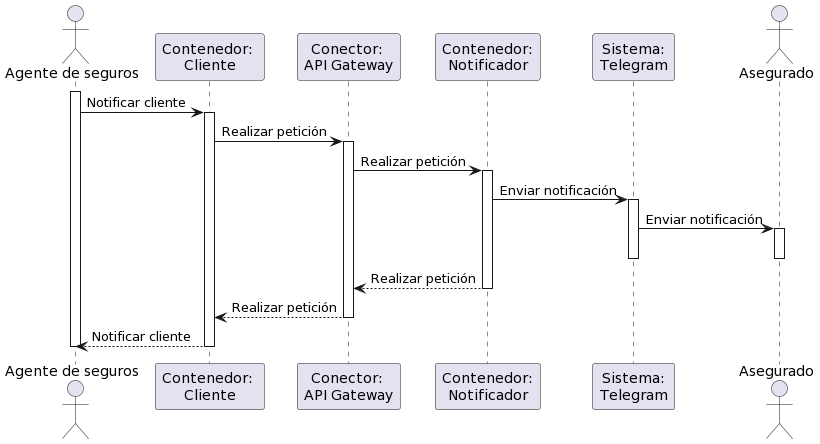 Agente de seguros
Contenedor:
Cliente
Conector:
API Gateway
Contenedor:
Notificador
Sistema:
Telegram
Asegurado
Notificar cliente
Realizar petición
Realizar petición
Enviar notificación
Enviar notificación
Realizar petición
Realizar petición
Notificar cliente
Agente de seguros
Contenedor:
Cliente
Conector:
API Gateway
Contenedor:
Notificador
Sistema:
Telegram
Asegurado